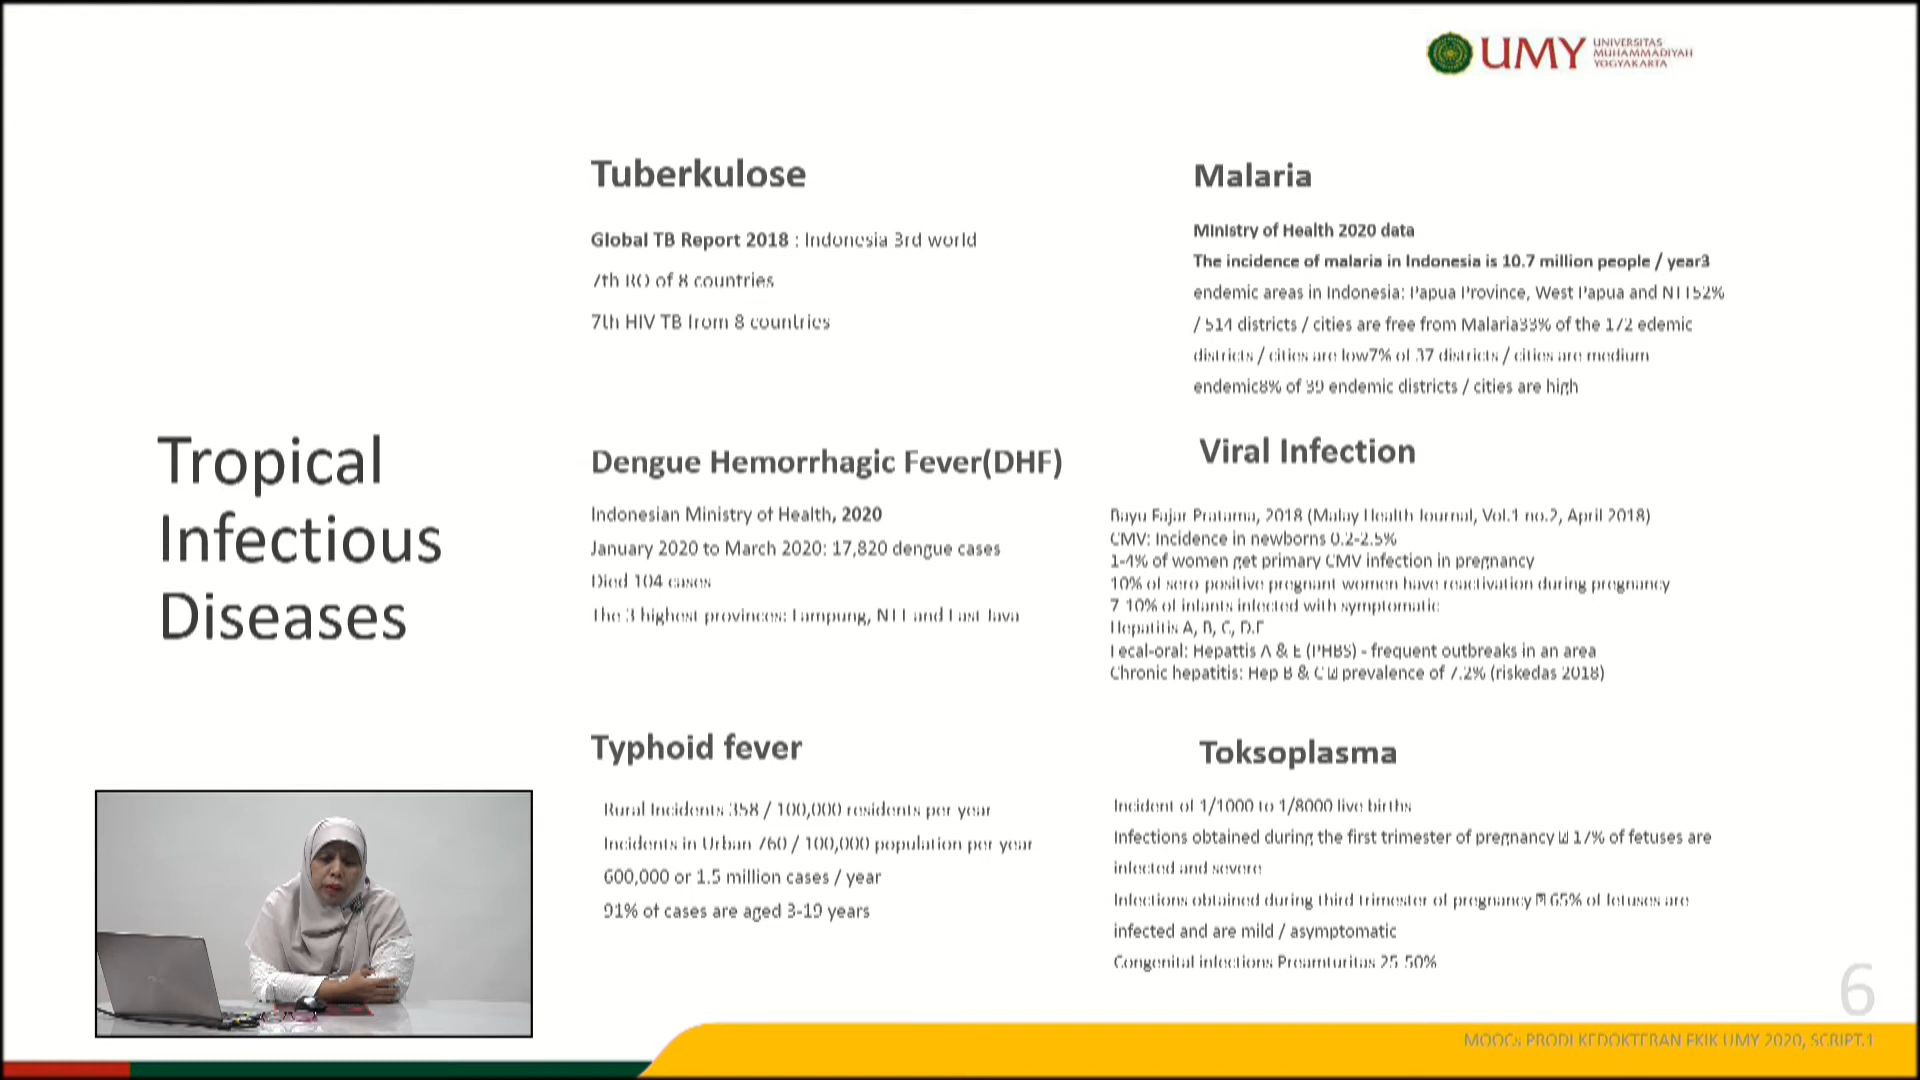 UMY UNIVERSITAS
MUHAMMADIYAH
YOGYAKARTA
Tropical
Infectious
Diseases
Tuberkulose
Global TB Report 2018 : Indonesia 3rd world
7th RO of 8 countries
7th HIV TB from 8 countries
Malaria
Ministry of Health 2020 data
The incidence of malaria in Indonesia is 10.7 million people / year3
endemic areas in Indonesia: Papua Province, West Papua and NTT52%
/ 514 districts / cities are free from Malaria33% of the 172 edemic
districts / cities are low7% of 37 districts / cities are medium
endemic8% of 39 endemic districts / cities are high
Dengue Hemorrhagic Fever(DHF)
Indonesian Ministry of Health, 2020
January 2020 to March 2020: 17,820 dengue cases
Died 104 cases
The 3 highest provinces: Lampung, NTT and East Java
Viral Infection
Bayu Fajar Pratama, 2018 (Malay Health Journal, Vol.1 no.2, April 2018)
CMV: Incidence in newborns 0.2-2.5%
1-4% of women get primary CMV infection in pregnancy
10% of sero positive pregnant women have reactivation during pregnancy
7 10% of infants infected with symptomatic
Hepatitis A, B, C, D.E
Fecal-oral: Hepattis A & E (PHBS) - frequent outbreaks in an area
Chronic hepatitis: Hep B & C prevalence of 7.2% (riskedas 2018)
Typhoid fever
Rural Incidents 358 / 100,000 residents per year
Incidents in Urban 760 / 100,000 population per year
600,000 or 1.5 million cases / year
91% of cases are aged 3-19 years
Toksoplasma
Incident of 1/1000 to 1/8000 live births
Infections obtained during the first trimester of pregnancy 17% of fetuses are
infected and severe
Infections obtained during third trimester of pregnancy 65% of fetuses are
infected and are mild / asymptomatic
Congenital infections Preamturitas 25 50%
6
MOOCs PRODI KEDOKTERAN FKIK UMY 2020, SCRIPT.1